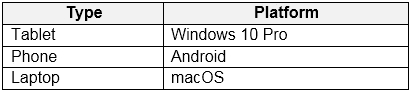 Type Platform
Tablet Windows 10 Pro
Phone Android
Laptop macOS